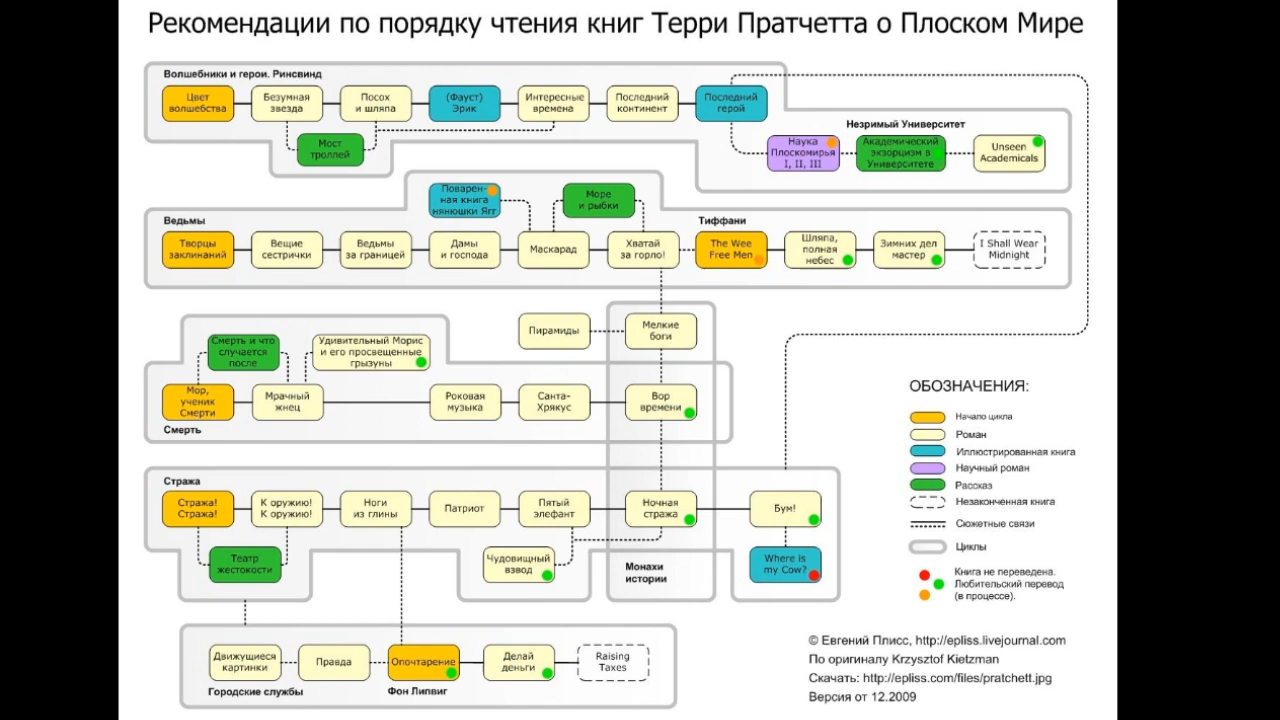 Рекомендации по порядку чтения книг Терри Пратчетта о Плоском Мире
Волшебники и герои. Ринсвинд
Цвет
волшебства
Безумная
звезда
Посох
и шляпа
(Фауст)
Эрик
Интересные
времена
Последний
континент
Последний
герой
Мост
троллей
Незримый Университет
Наука
Плоскомирья
I, II, III
Академический
экзорцизм в
Университете
Unseen
Academicals
Поварен-
ная книга
нянюшки Ягг
Море
и рыбки
Ведьмы
Тиффани
Творцы
заклинаний
Вещие
сестрички
Ведьмы
за границей
Дамы
и господа
Маскарад
Хватай
за горло!
The Wee
Free Men
Шляпа,
полная
небес
Зимних дел
мастер
I Shall Wear
Midnight
Пирамиды
Мелкие
боги
Смерть и что
случается
после
Удивительный Морис
и его просвещенные
грызуны
Мор,
ученик
Смерти
Мрачный
жнец
Роковая
музыка
Санта-
Хрякус
Вор
времени
Смерть
Стража
Стража!
Стража!
К оружию!
К оружию!
Ноги
из глины
Патриот
Пятый
элефант
Ночная
стража
Бум!
Театр
жестокости
Чудовищный
взвод
Монахи
истории
Where is
my Cow?
Движущиеся
картинки
Правда
Опочтарение
Делай
деньги
Raising
Taxes
Городские службы
Фон Липвиг
ОБОЗНАЧЕНИЯ:
Начало цикла
Роман
Иллюстрированная книга
Научный роман
Рассказ
Незаконченная книга
Сюжетные связи
Циклы
Книга не переведена.
Любительский перевод
(в процессе).
© Евгений Плисс, http://epliss.livejournal.com
По оригиналу Krzysztof Kietzman
Скачать: http://epliss.com/files/pratchett.jpg
Версия от 12.2009